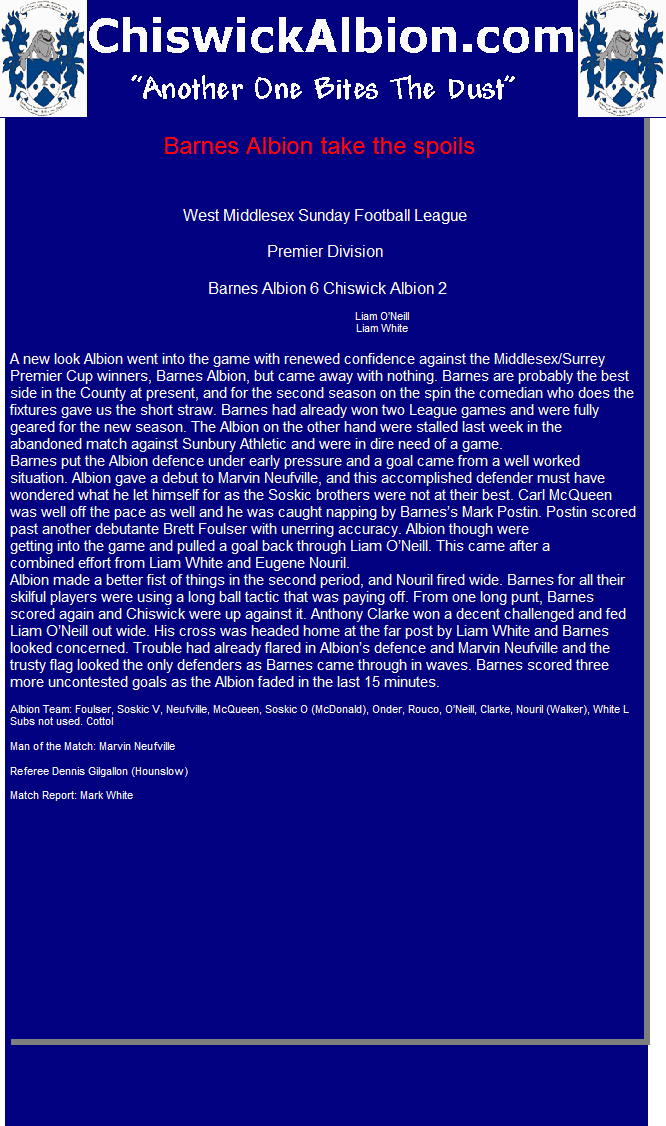 ChiswickAlbion.com
"Another One Bites The Dust"
Barnes Albion take the spoils
West Middlesex Sunday Football League
Premier Division
Barnes Albion 6 Chiswick Albion 2
Liam O'Neill
Liam White
A new look Albion went into the game with renewed confidence against the Middlesex/Surrey
Premier Cup winners, Barnes Albion, but came away with nothing. Barnes are probably the best
side in the County at present, and for the second season on the spin the comedian who does the
fixtures gave us the short straw. Barnes had already won two League games and were fully
geared for the new season. The Albion on the other hand were stalled last week in the
abandoned match against Sunbury Athletic and were in dire need of a game.
Barnes put the Albion defence under early pressure and a goal came from a well worked
situation. Albion gave a debut to Marvin Neufville, and this accomplished defender must have
wondered what he let himself for as the Soskic brothers were not at their best. Carl McQueen
was well off the pace as well and he was caught napping by Barnes's Mark Postin. Postin scored
past another debutante Brett Foulser with unerring accuracy. Albion though were
getting into the game and pulled a goal back through Liam O'Neill. This came after a
combined effort from Liam White and Eugene Nouril.
Albion made a better fist of things in the second period, and Nouril fired wide. Barnes for all their
skilful players were using a long ball tactic that was paying off. From one long punt, Barnes
scored again and Chiswick were up against it. Anthony Clarke won a decent challenged and fed
Liam O'Neill out wide. His cross was headed home at the far post by Liam White and Barnes
looked concerned. Trouble had already flared in Albion's defence and Marvin Neufville and the
trusty flag looked the only defenders as Barnes came through in waves. Barnes scored three
more uncontested goals as the Albion faded in the last 15 minutes.
Albion Team: Foulser, Soskic V, Neufville, McQueen, Soskic O (McDonald), Onder, Rouco, O'Neill, Clarke, Nouril (Walker), White L
Subs not used. Cottol
Man of the Match: Marvin Neufville
Referee Dennis Gilgallon (Hounslow)
Match Report: Mark White